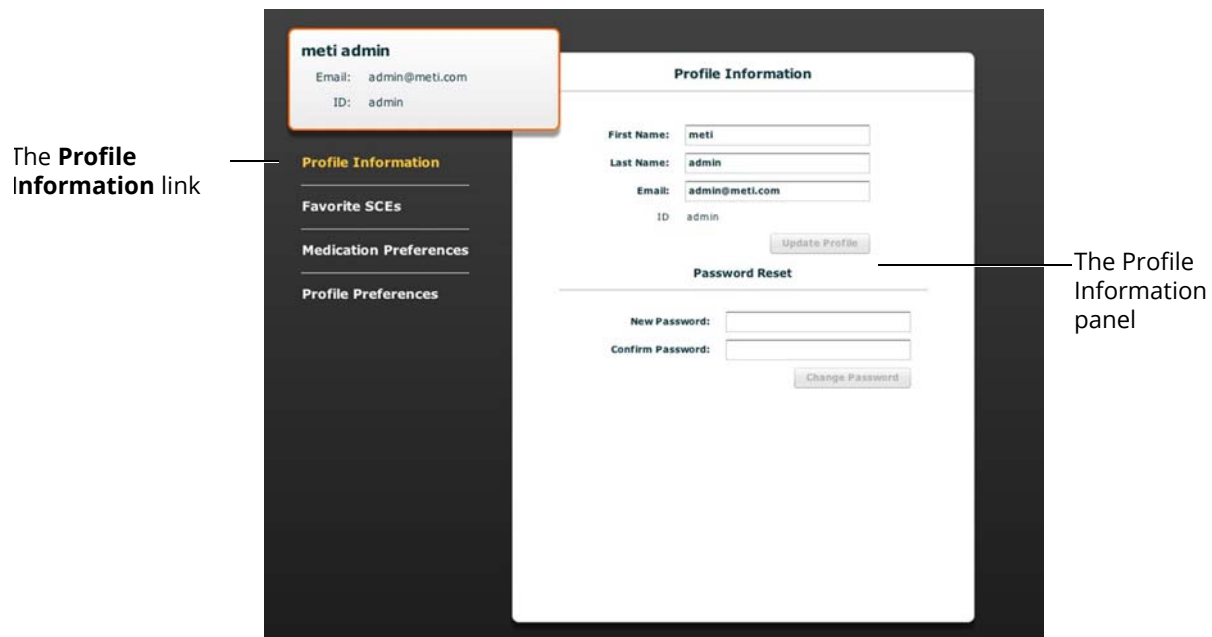 meti admin
Email: admin@meti.com
ID: admin
The Profile
Information link
Profile Information
Favorite SCEs
Medication Preferences
Profile Preferences
Profile Information
First Name: meti
Last Name: admin
Email: admin@meti.com
ID admin
Update Profile
Password Reset
New Password:
Confirm Password:
Change Password
The Profile
Information
panel